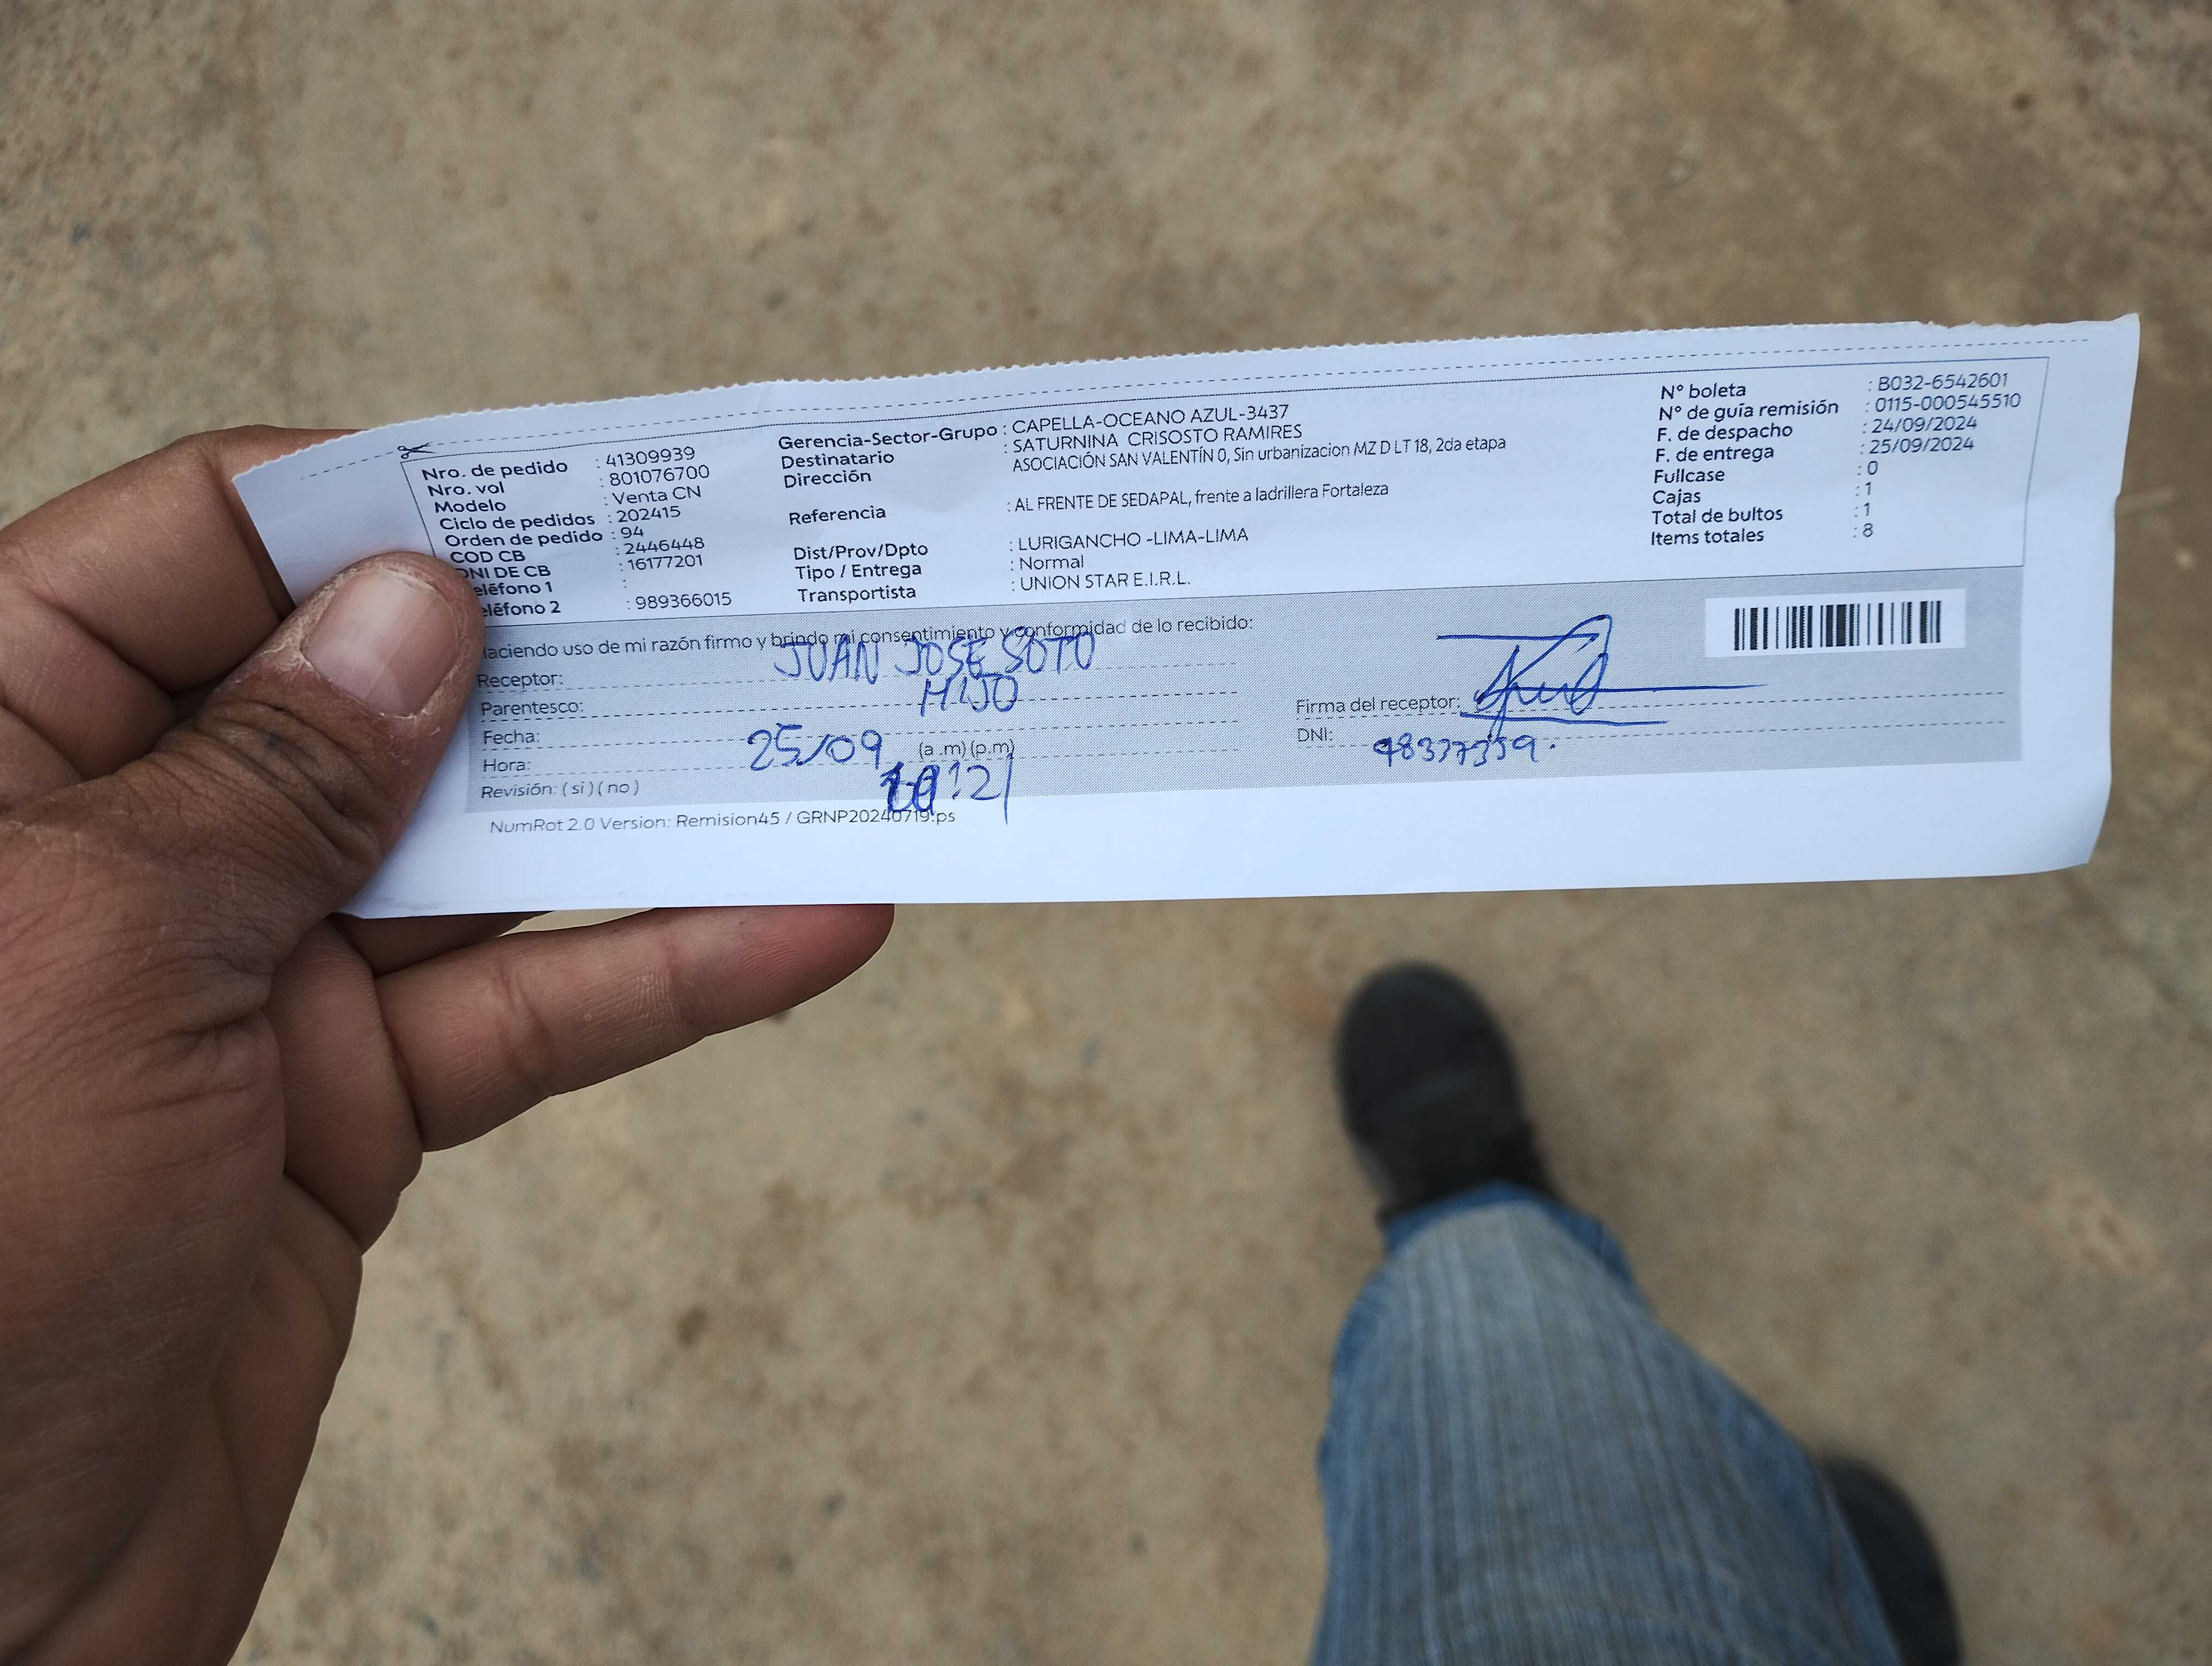 Nro. de pedido : 41309939
Nro. vol : 801076700
Modelo : Venta CN
Ciclo de pedidos : 202415
Orden de pedido : 94
COD CB : 2446448
DNI DE CB : 16177201
eléfono 1 :
eléfono 2 : 989366015
Gerencia-Sector-Grupo : CAPELLA-OCEANO AZUL-3437
Destinatario : SATURNINA CRISOSTO RAMIRES
Dirección ASOCIACIÓN SAN VALENTÍN 0, Sin urbanizacion MZ D LT 18, 2da etapa
Referencia : AL FRENTE DE SEDAPAL, frente a ladrillera Fortaleza
Dist/Prov/Dpto : LURIGANCHO -LIMA-LIMA
Tipo / Entrega : Normal
Transportista : UNION STAR E.I.R.L.
N° boleta : B032-6542601
N° de guía remisión : 0115-000545510
F. de despacho : 24/09/2024
F. de entrega : 25/09/2024
Fullcase : 0
Cajas : 1
Total de bultos : 1
Items totales : 8
aciendo uso de mi razón firmo y brindo mi consentimiento y conformidad de lo recibido:
Receptor: JUAN JOSE SOTO
Parentesco: HIJO
Fecha: 25/09
Hora: (a .m) (p.m)
Revisión: ( si ) ( no )
Firma del receptor:
DNI:
NumRot 2.0 Version: Remision45 / GRNP20240719.ps